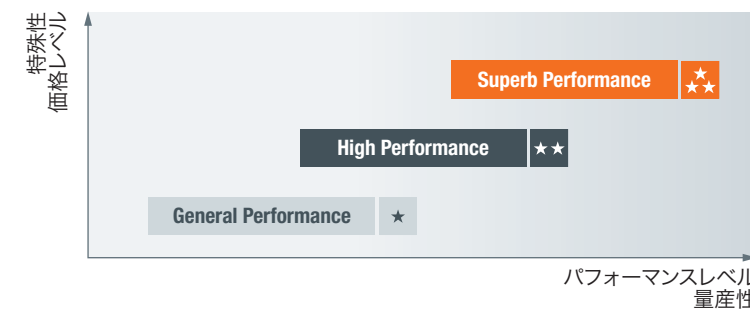 特殊性
価格レベル
Superb Performance
High Performance
General Performance
パフォーマンスレベル
量産性